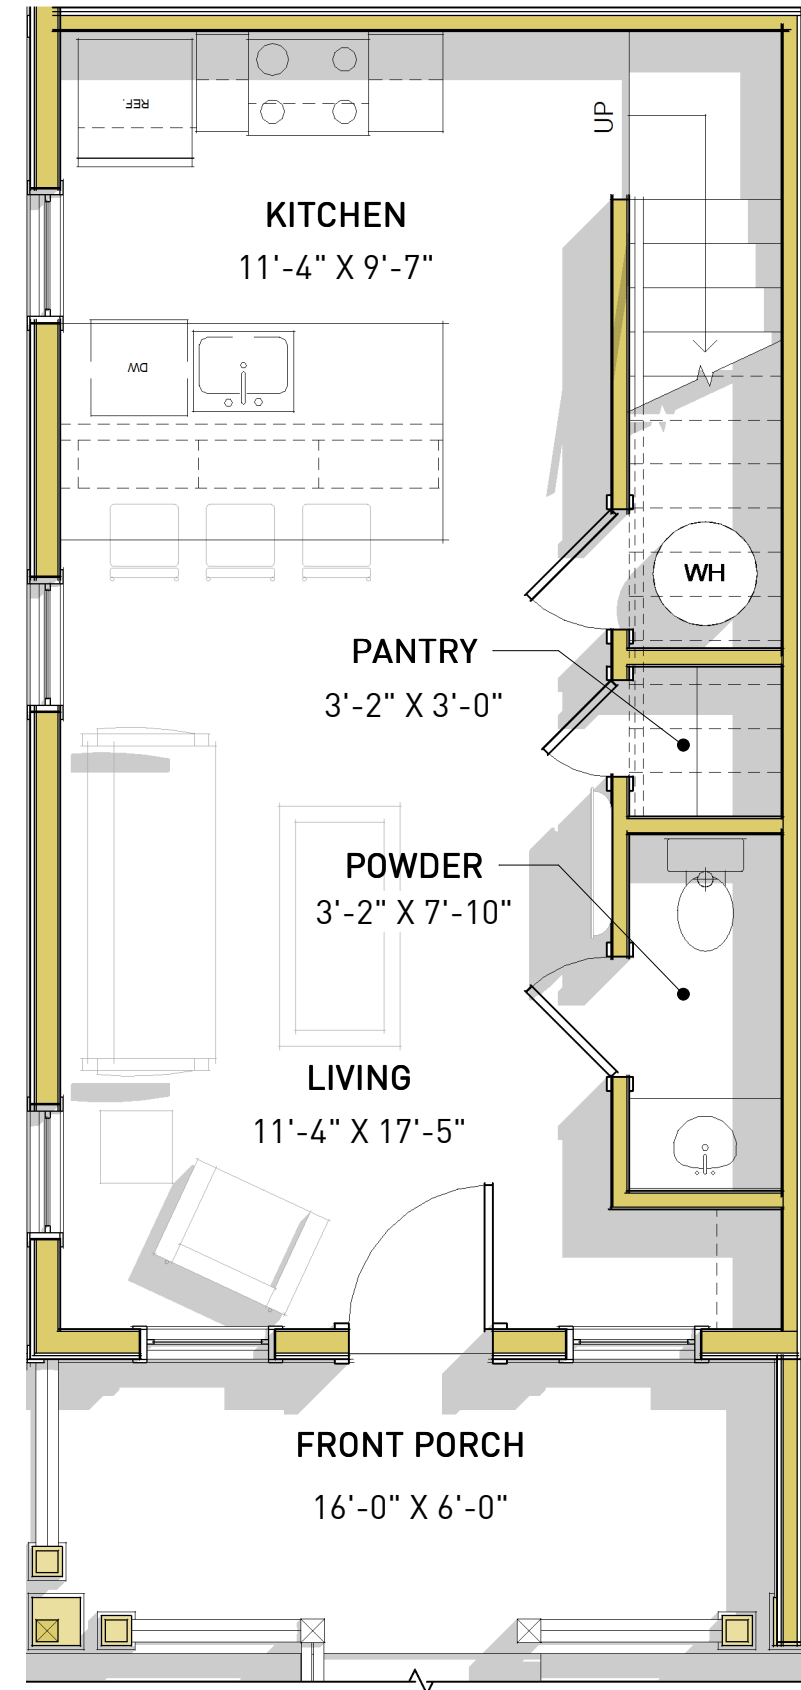 REF.
UP
KITCHEN
11'-4" X 9'-7"
DW
WH
PANTRY
3'-2" X 3'-0"
POWDER
3'-2" X 7'-10"
LIVING
11'-4" X 17'-5"
FRONT PORCH
16'-0" X 6'-0"